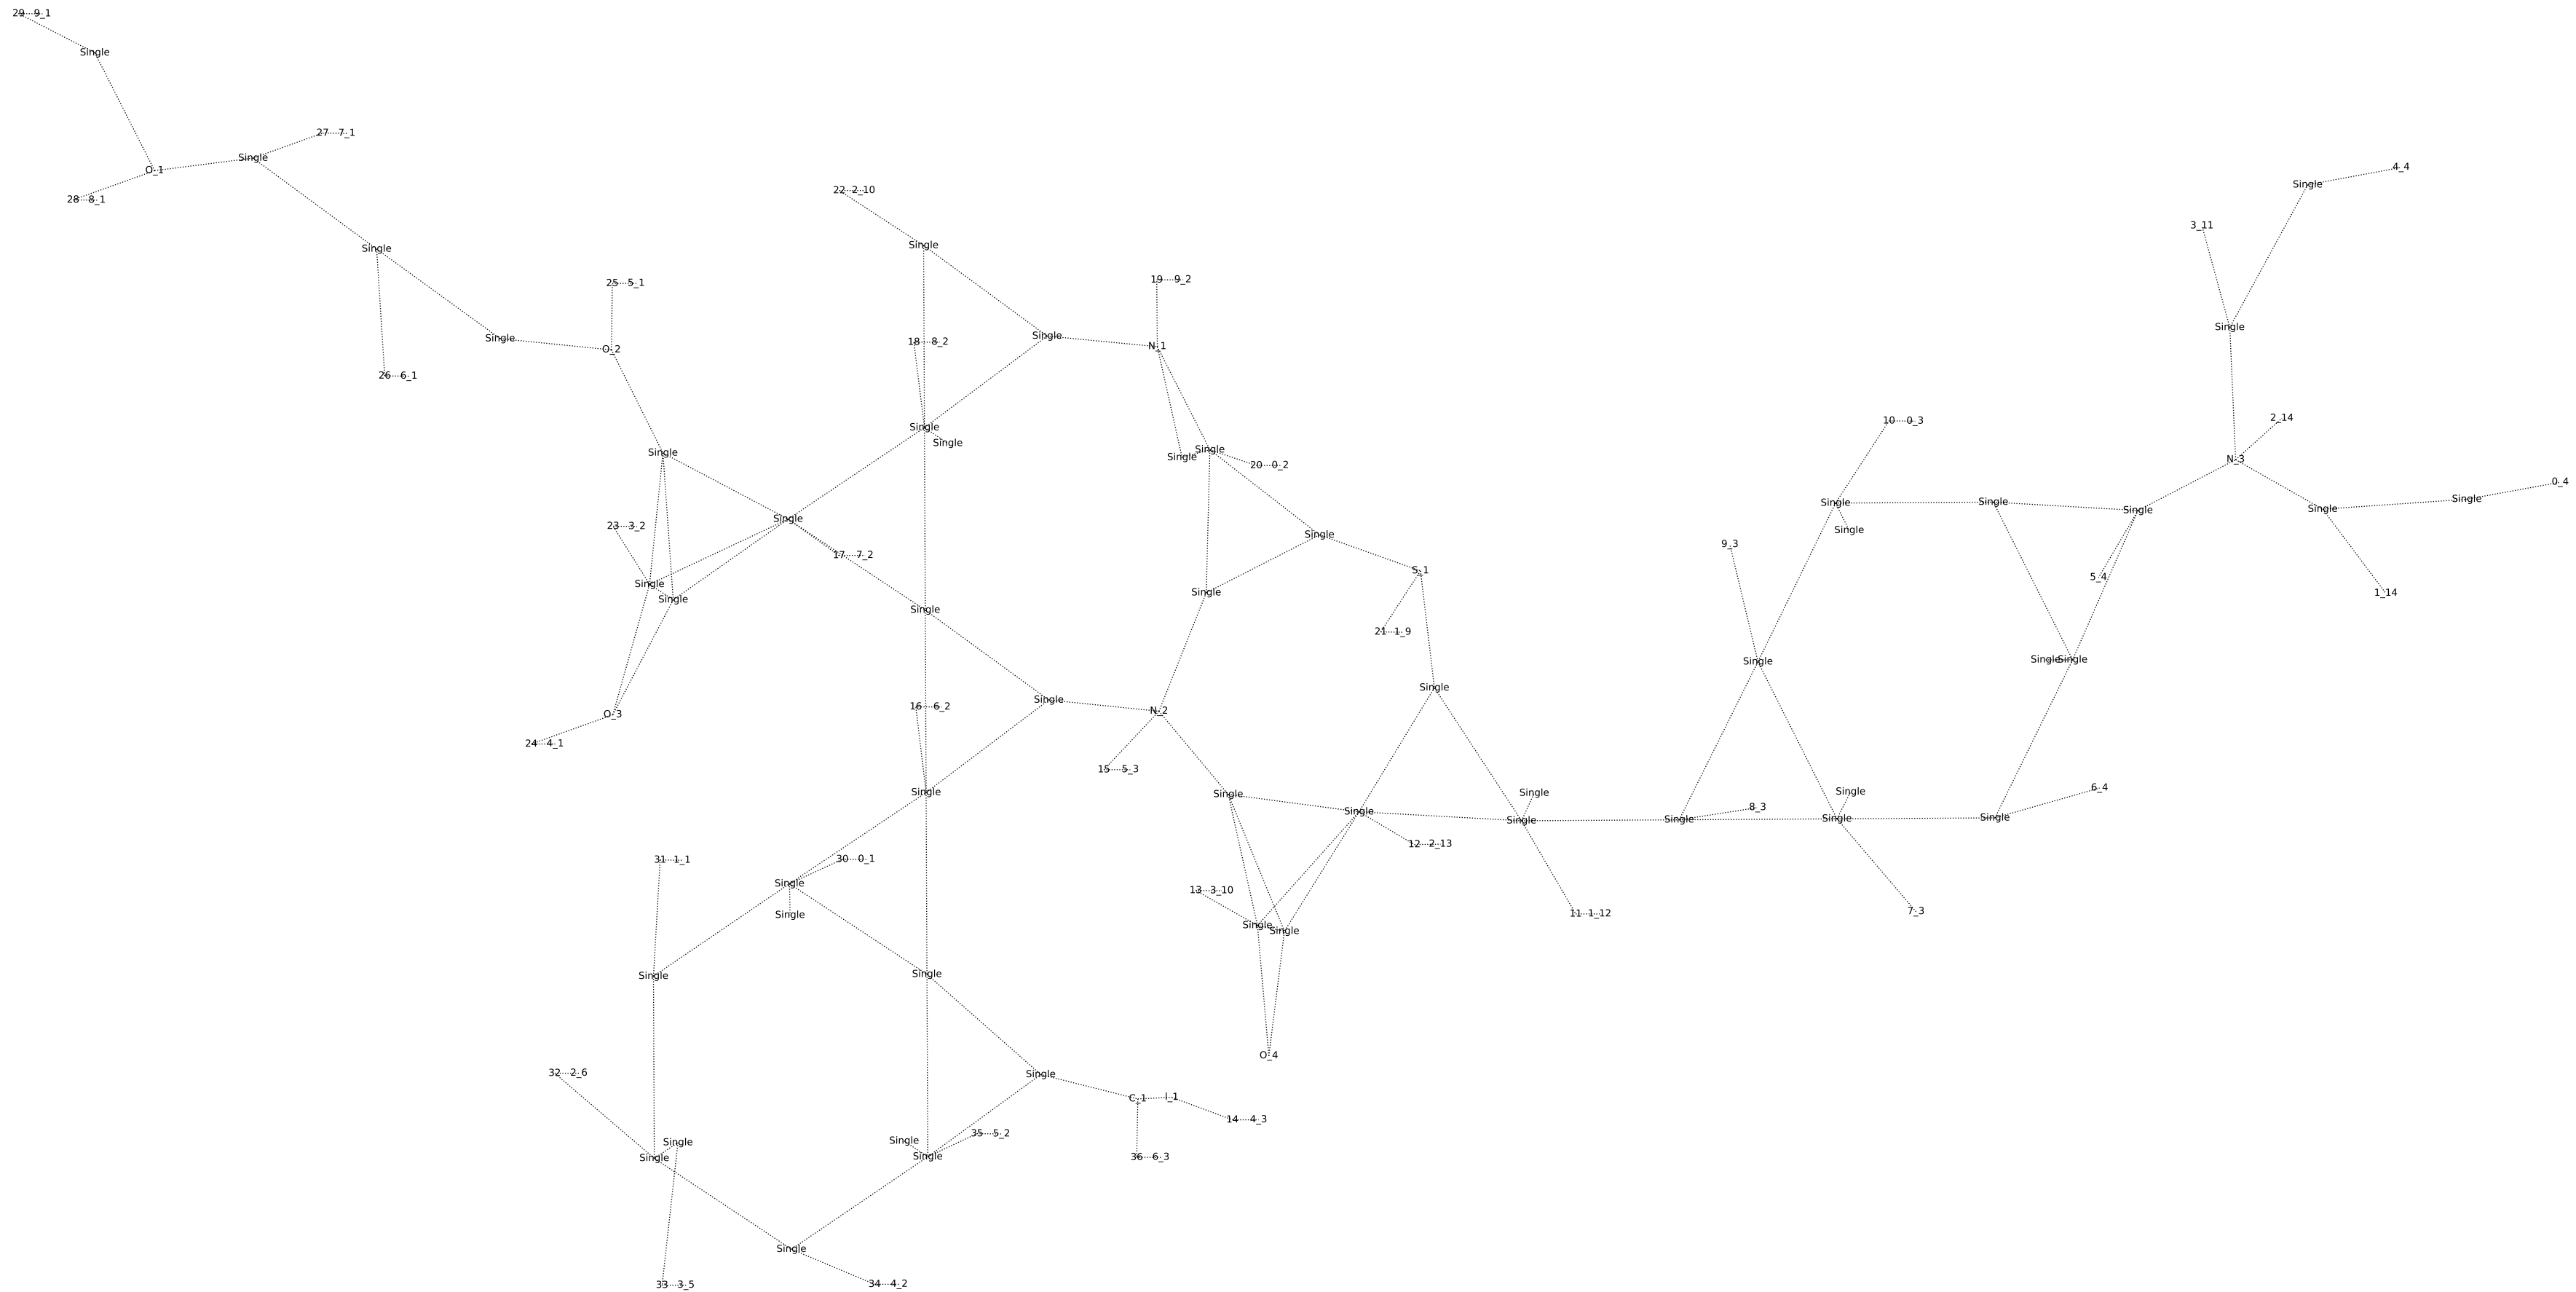 29 9_1
Single
27 7_1
Single
O_1
4_4
Single
22 2_10
28 8_1
3_11
Single
Single
19 9_2
25 5_1
Single
Single
Single
18 8_2
N_1
O_2
26 6_1
2_14
10 0_3
Single
Single
Single
Single
Single
N_3
20 0_2
0_4
Single
Single
Single
Single
Single
Single
23 3_2
Single
Single
9_3
17 7_2
S_1
5_4
Single
Single
Single
1_14
Single
21 1_9
Single
Single
Single
Single
Single
16 6_2
N_2
O_3
24 4_1
15 5_3
6_4
Single
Single
Single
Single
8_3
Single
Single
Single
Single
Single
12 2_13
31 1_1
30 0_1
Single
13 3_10
7_3
11 1_12
Single
Single
Single
Single
Single
O_4
32 2_6
Single
C_1
I_1
14 4_3
35 5_2
Single
Single
Single
Single
36 6_3
Single
33 3_5
34 4_2